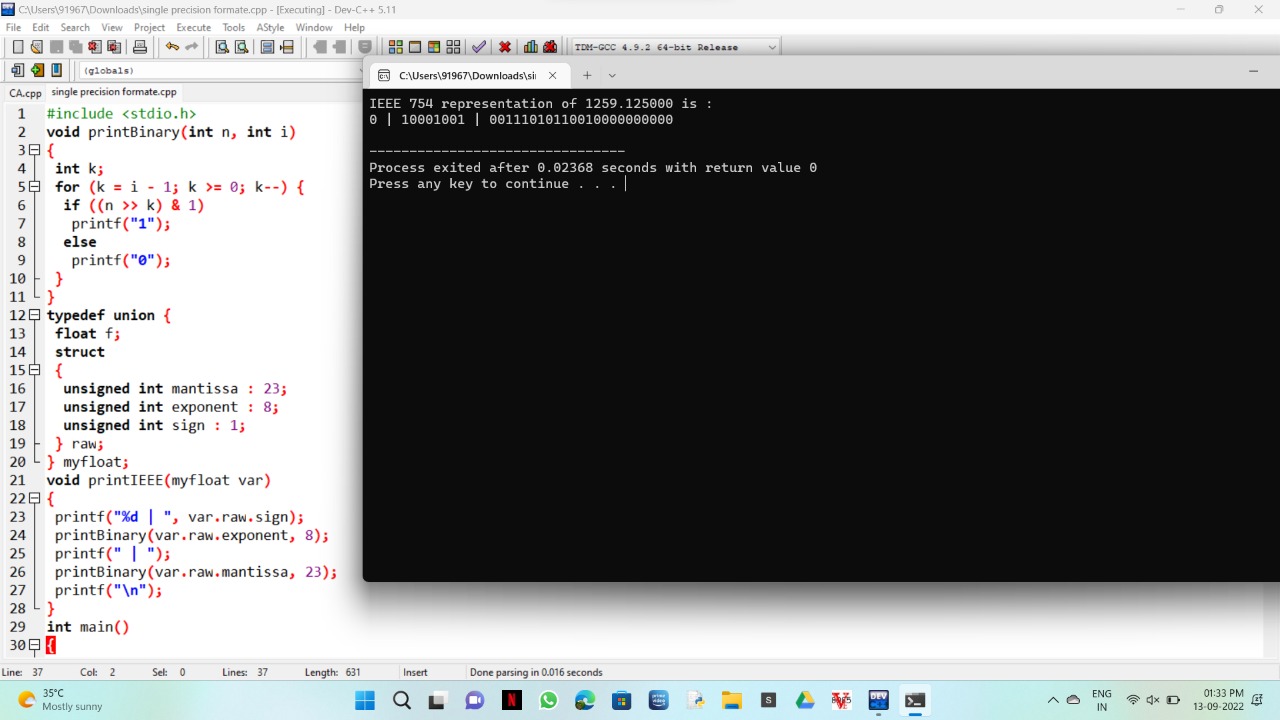 C:\Users\91967\Downloads\single precision formate.cpp - [Executing] - Dev-C++ 5.11
File Edit Search View Project Execute Tools AStyle Window Help
TDM-GCC 4.9.2 64-bit Release
(globals)
CA.cpp single precision formate.cpp
1 #include <stdio.h>
2 void printBinary(int n, int i)
3 {
4 int k;
5 for (k = i - 1; k >= 0; k--) {
6 if ((n >> k) & 1)
7 printf("1");
8 else
9 printf("0");
10 }
11 }
12 typedef union {
13 float f;
14 struct
15 {
16 unsigned int mantissa : 23;
17 unsigned int exponent : 8;
18 unsigned int sign : 1;
19 } raw;
20 } myfloat;
21 void printIEEE(myfloat var)
22 {
23 printf("%d | ", var.raw.sign);
24 printBinary(var.raw.exponent, 8);
25 printf(" | ");
26 printBinary(var.raw.mantissa, 23);
27 printf("\n");
28 }
29 int main()
30 {
C:\Users\91967\Downloads\si
IEEE 754 representation of 1259.125000 is :
0 | 10001001 | 00111010110010000000000
--------------------------------
Process exited after 0.02368 seconds with return value 0
Press any key to continue . . .
Line: 37 Col: 2 Sel: 0 Lines: 37 Length: 631 Insert Done parsing in 0.016 seconds
35°C
Mostly sunny
ENG
IN
01:33 PM
13-09-2022